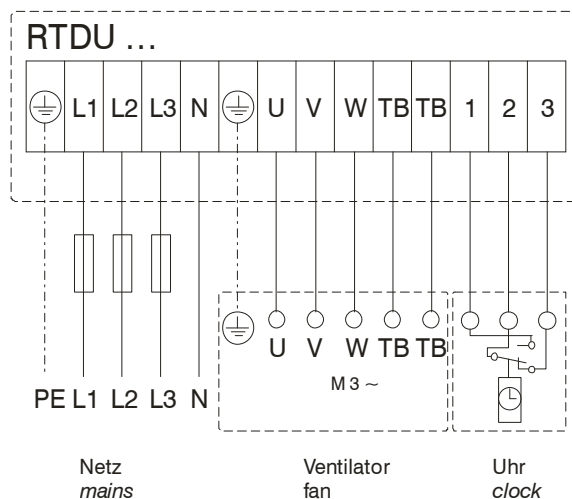 RTDU ...
L1 L2 L3 N U V W TB TB 1 2 3
U V W TB TB
M 3 ~
PE L1 L2 L3 N
Netz Ventilator Uhr
mains fan clock